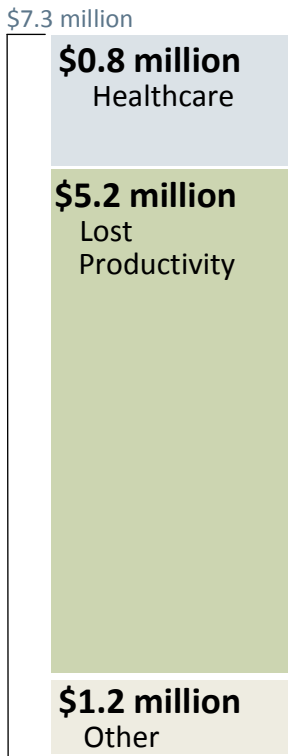 $7.3 million
$0.8 million
Healthcare
$5.2 million
Lost
Productivity
$1.2 million
Other